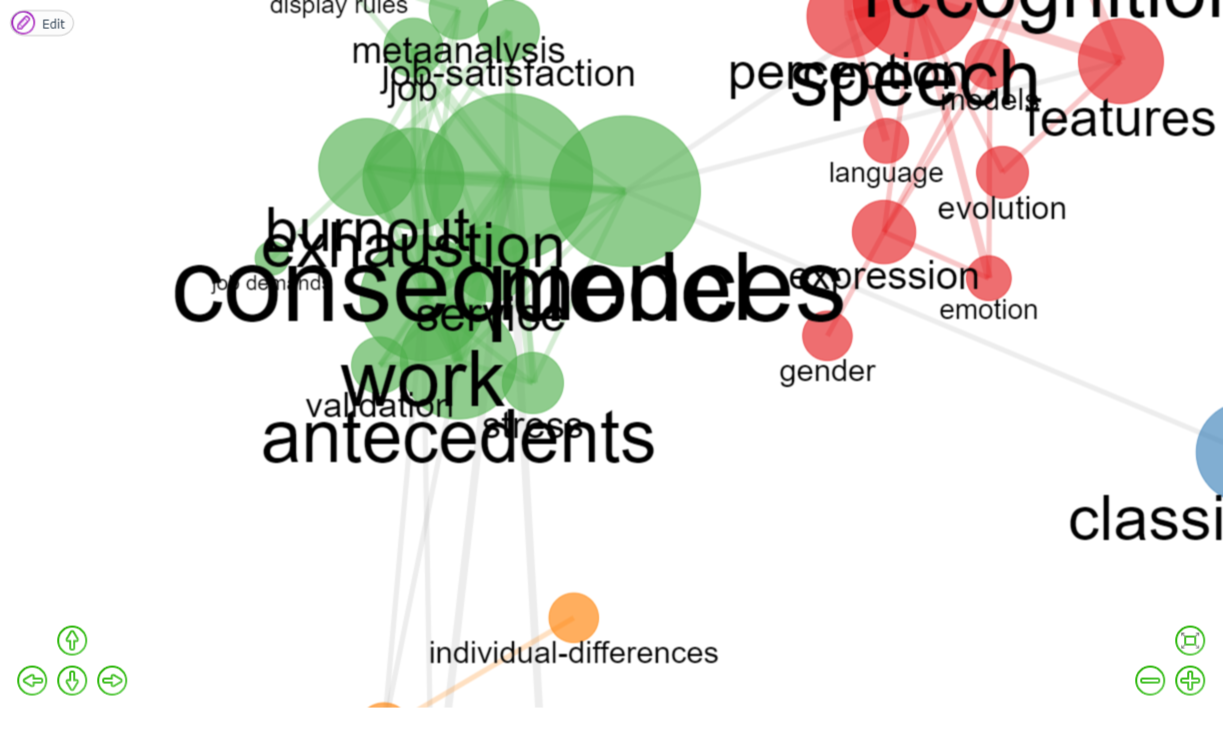 Edit
display rules
recognition
metaanalysis
job-satisfaction
job
perception
speech
models
features
language
evolution
burnout
exhaustion
consequences
model
job demands
service
expression
emotion
gender
work
validation
stress
antecedents
classi
individual-differences